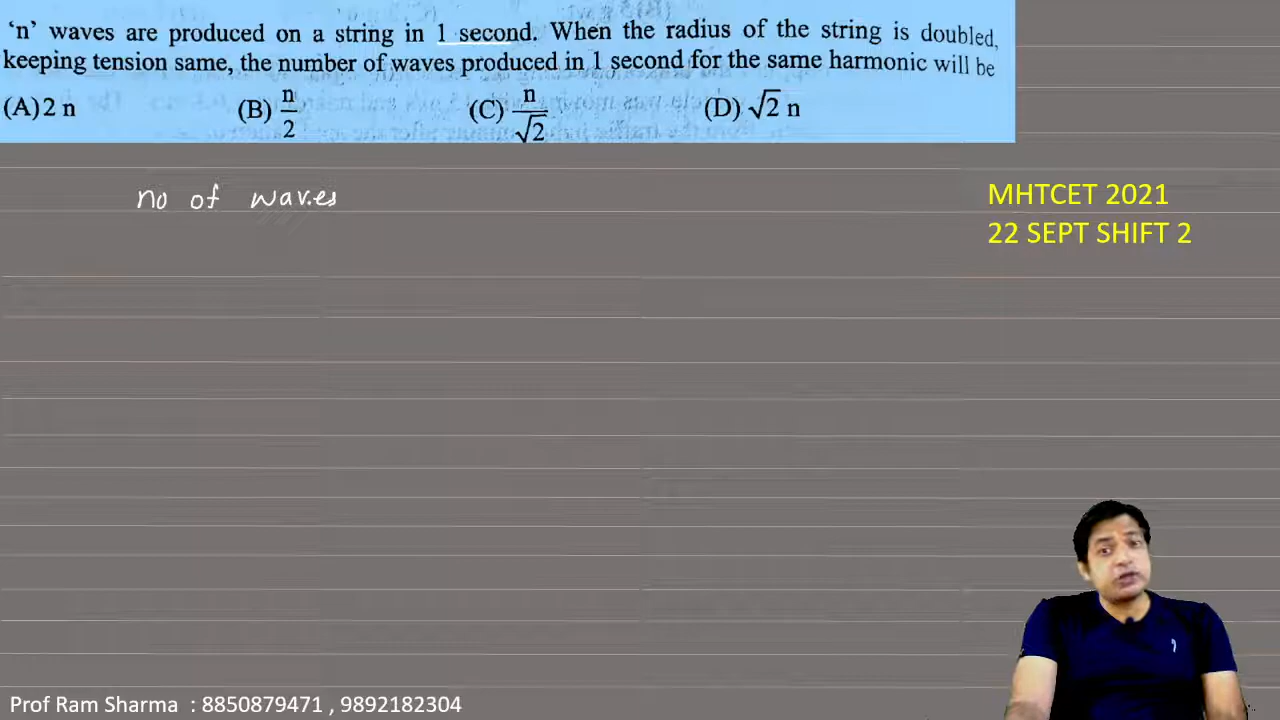 ‘n’ waves are produced on a string in 1 second. When the radius of the string is doubled,
keeping tension same, the number of waves produced in 1 second for the same harmonic will be
(A) 2 n (B) n/2 (C) n/√2 (D) √2 n
no of waves
MHTCET 2021
22 SEPT SHIFT 2
Prof Ram Sharma : 8850879471 , 9892182304